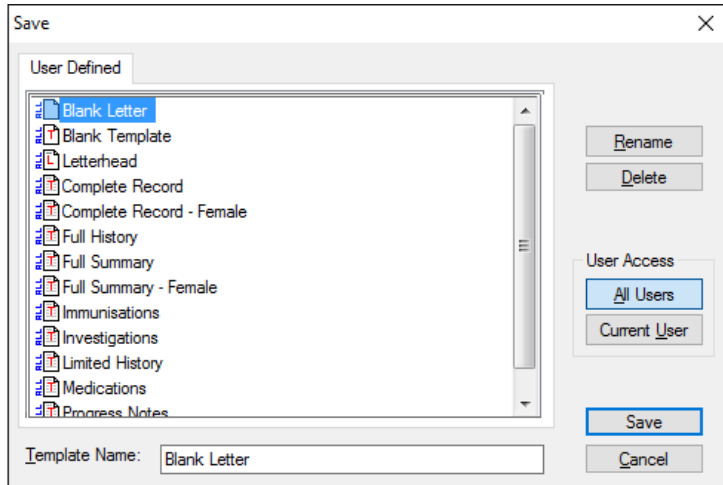 Save
User Defined
Blank Letter
Blank Template
Letterhead
Complete Record
Complete Record - Female
Full History
Full Summary
Full Summary - Female
Immunisations
Investigations
Limited History
Medications
Progress Notes
Template Name: Blank Letter
Rename
Delete
User Access
All Users
Current User
Save
Cancel